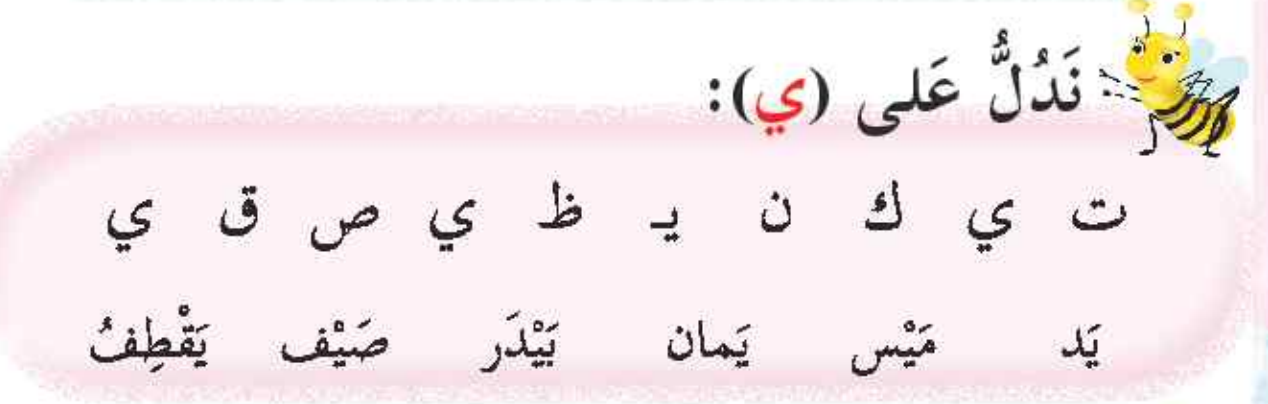 نَدُلُّ عَلى (ي):
ت ي ك ن يـ ظ ي ص ق ي
يَد مَيْس يَمان بَيْدَر صَيْف يَقْطِفُ